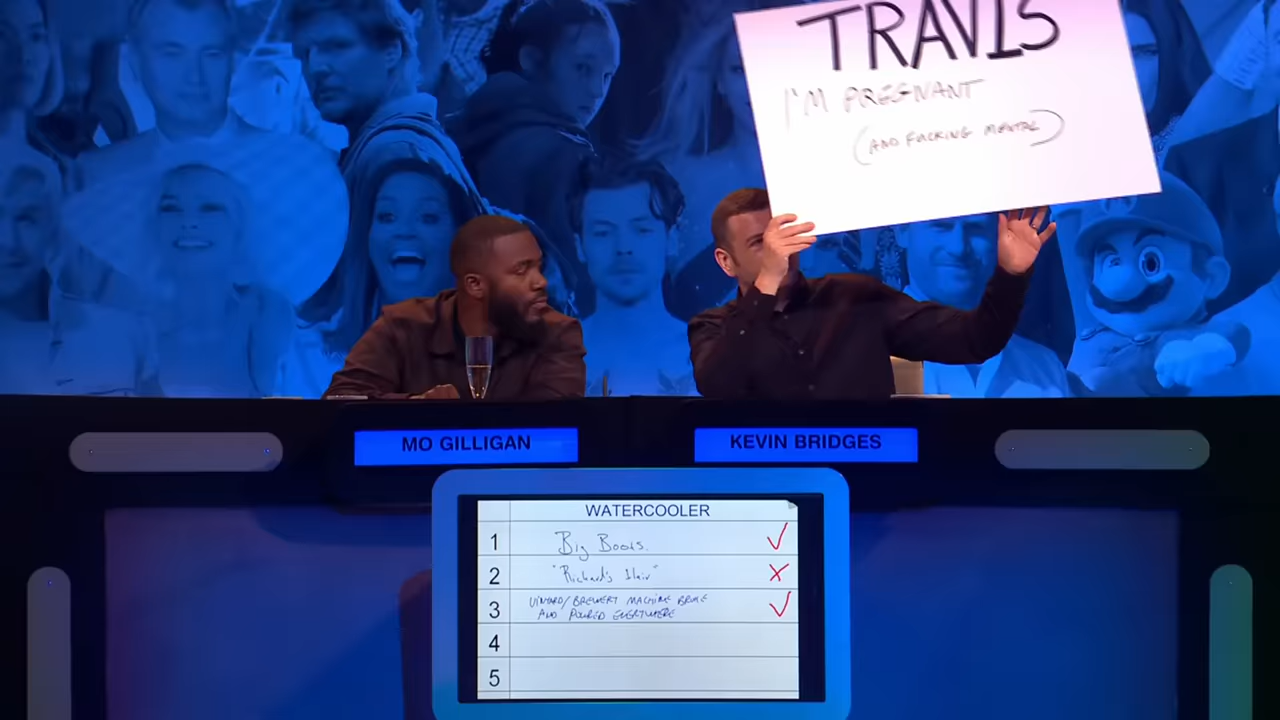 TRAVIS
I'M PREGNANT
(AND FUCKING MENTAL)
MO GILLIGAN
KEVIN BRIDGES
WATERCOOLER
1 Big Boots.
2 "Richard's Hair"
3 VINYARD/BREWERY MACHINE BROKE
AND POURED EVERYWHERE
4
5